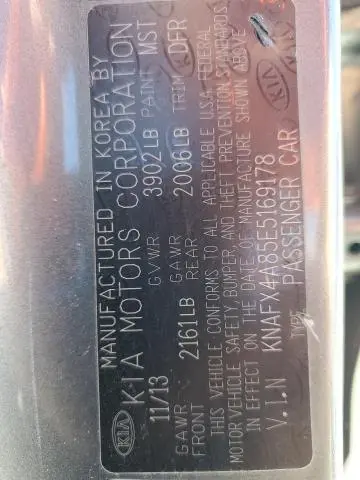 MANUFACTURED IN KOREA BY
KIA MOTORS CORPORATION
11/13 GVWR 3902LB PAINT MST
GAWR FRONT 2161LB GAWR REAR 2006LB TRIM DFR
THIS VEHICLE CONFORMS TO ALL APPLICABLE U.S.A. FEDERAL
MOTOR VEHICLE SAFETY, BUMPER, AND THEFT PREVENTION STANDARDS
IN EFFECT ON THE DATE OF MANUFACTURE SHOWN ABOVE
V.I.N KNAFX4A85E5169178
TYPE PASSENGER CAR
KIA
KIA